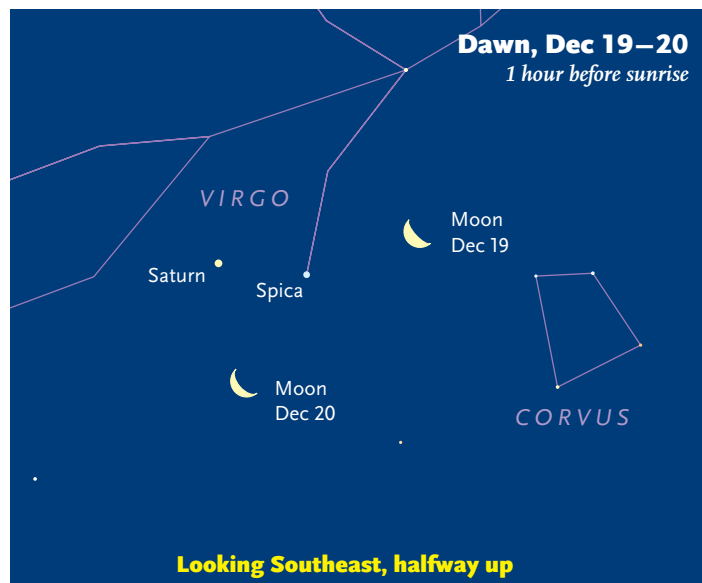 Dawn, Dec 19–20
1 hour before sunrise
VIRGO
Moon
Dec 19
Saturn
Spica
Moon
Dec 20
CORVUS
Looking Southeast, halfway up